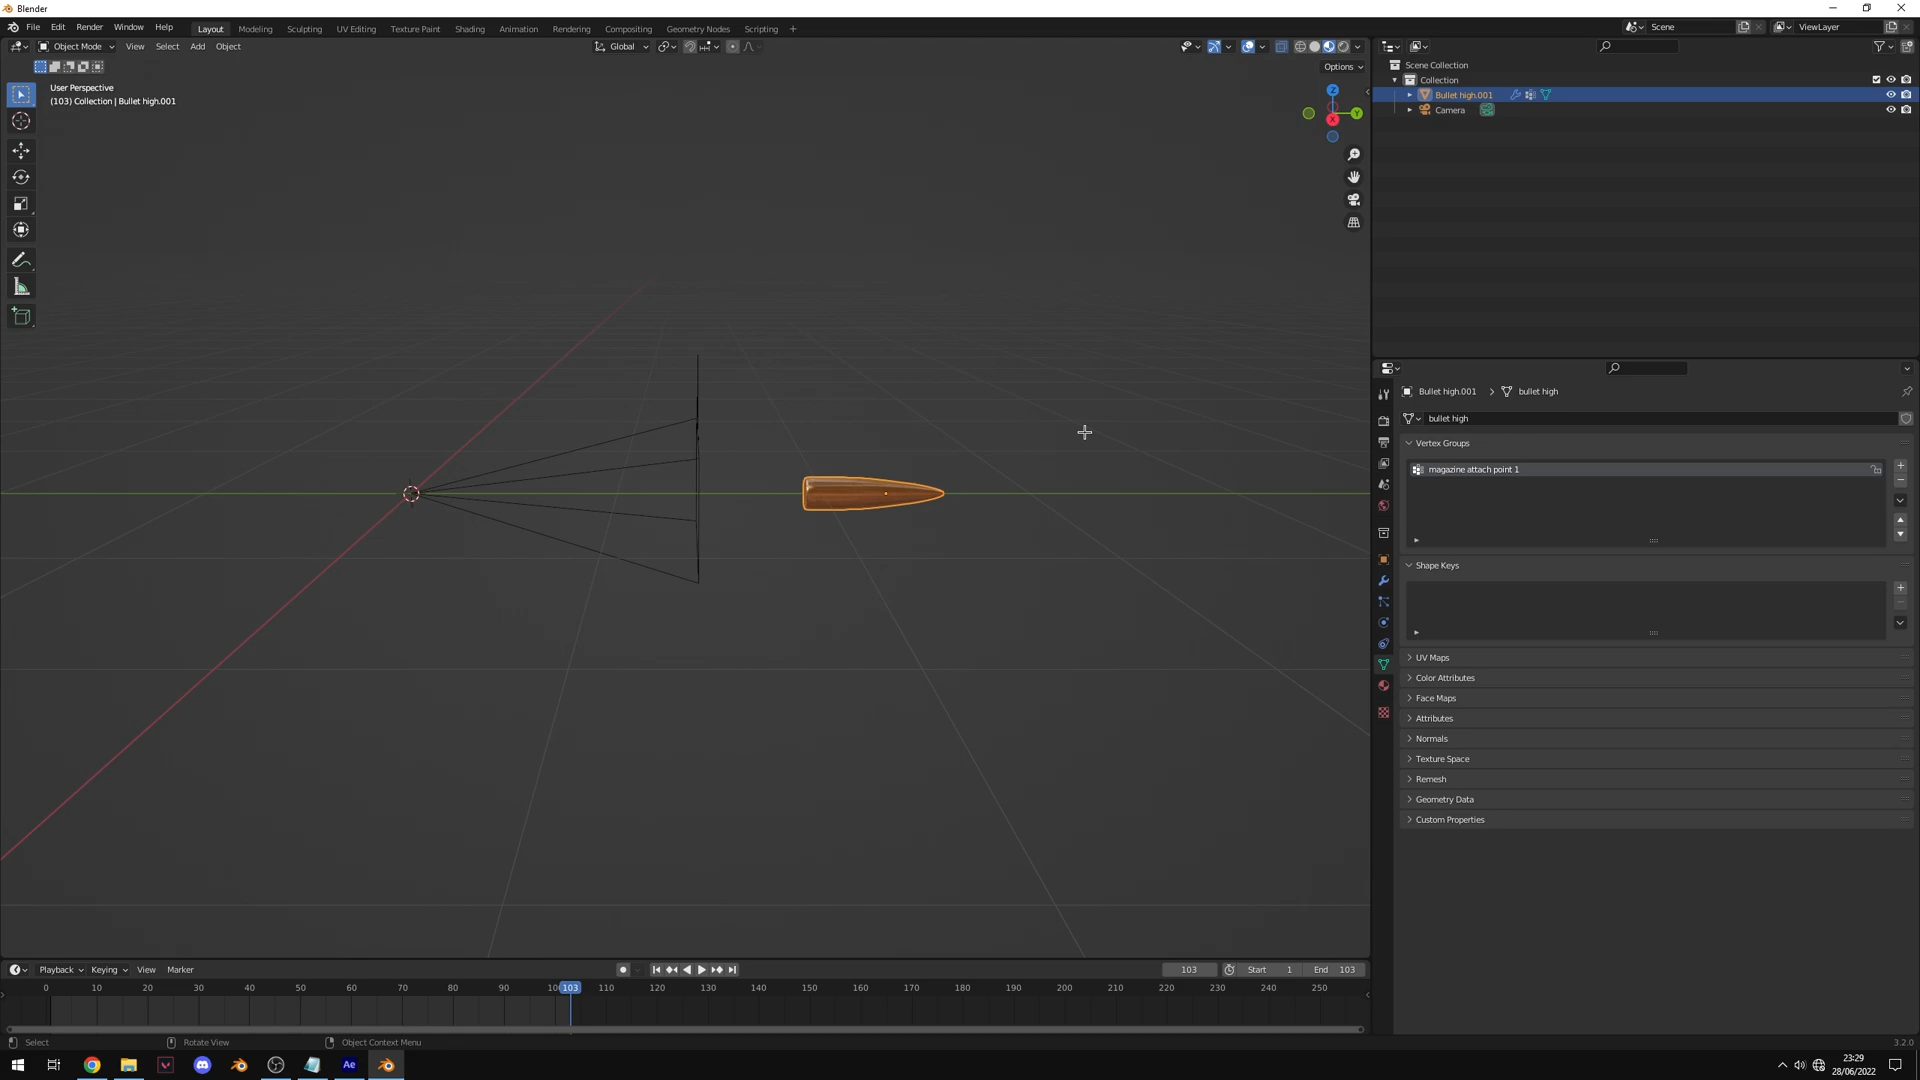 Blender
File Edit Render Window Help Layout Modeling Sculpting UV Editing Texture Paint Shading Animation Rendering Compositing Geometry Nodes Scripting + Scene ViewLayer
Object Mode View Select Add Object Global
Options
User Perspective
(103) Collection | Bullet high.001
Z
Y
X
Scene Collection
Collection
Bullet high.001
Camera
Bullet high.001 > bullet high
bullet high
Vertex Groups
magazine attach point 1
Shape Keys
UV Maps
Color Attributes
Face Maps
Attributes
Normals
Texture Space
Remesh
Geometry Data
Custom Properties
Playback Keying View Marker 103 Start 1 End 103
0 10 20 30 40 50 60 70 80 90 10 103 110 120 130 140 150 160 170 180 190 200 210 220 230 240 250
Select Rotate View Object Context Menu 3.2.0
Ae
23:29
28/06/2022